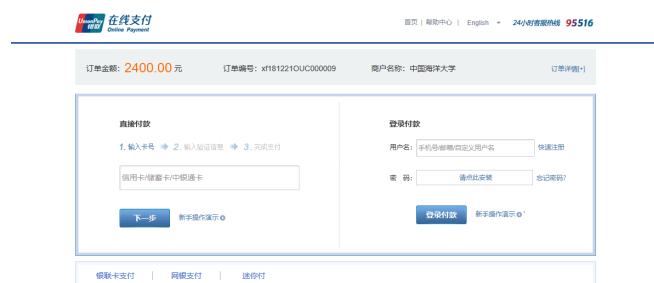 UnionPay 银联 在线支付 Online Payment 首页 | 帮助中心 | English 24小时客服热线 95516
订单金额: 2400.00 元 订单编号: xf181221OUC000009 商户名称: 中国海洋大学 订单详情[+]
直接付款
1. 输入卡号 2. 输入验证信息 3. 完成支付
信用卡/储蓄卡/中银通卡
下一步 新手操作演示
登录付款
用户名: 手机号/邮箱/自定义用户名 快速注册
密 码: 请点此安装 忘记密码?
登录付款 新手操作演示
银联卡支付 | 网银支付 | 迷你付